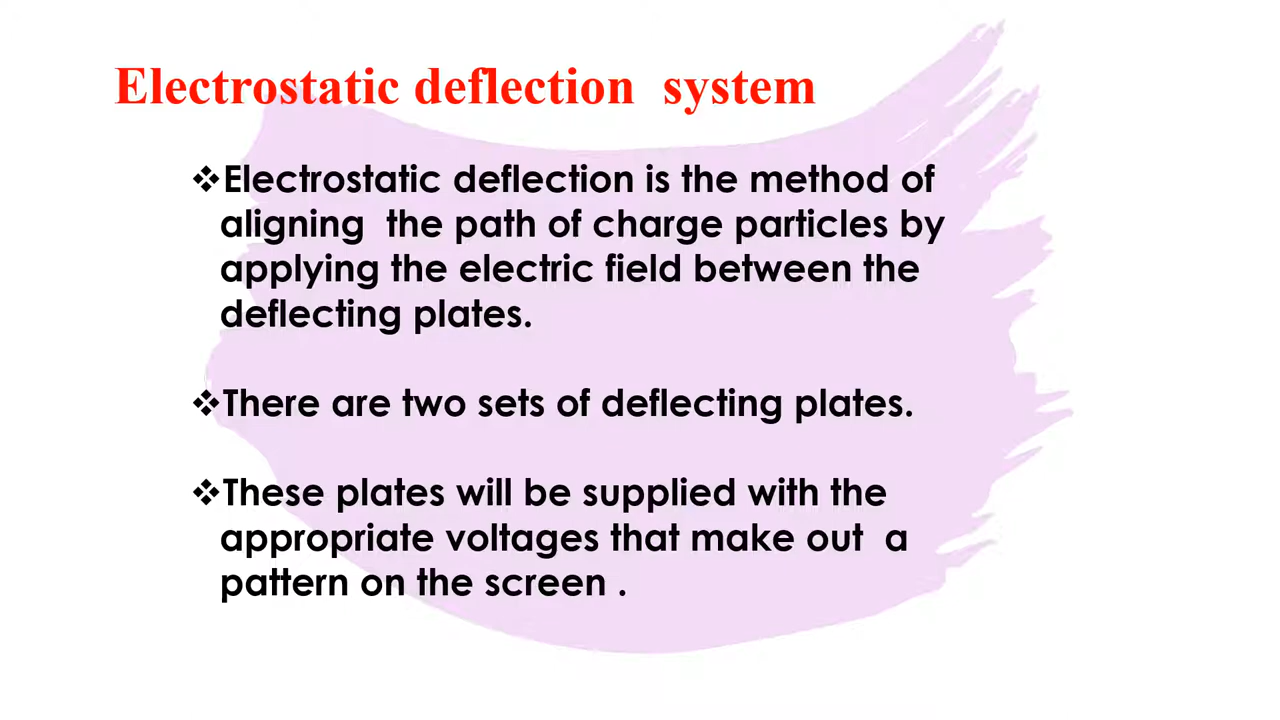 Electrostatic deflection  system
❖Electrostatic deflection is the method of
aligning  the path of charge particles by
applying the electric field between the
deflecting plates.
❖There are two sets of deflecting plates.
❖These plates will be supplied with the
appropriate voltages that make out  a
pattern on the screen .